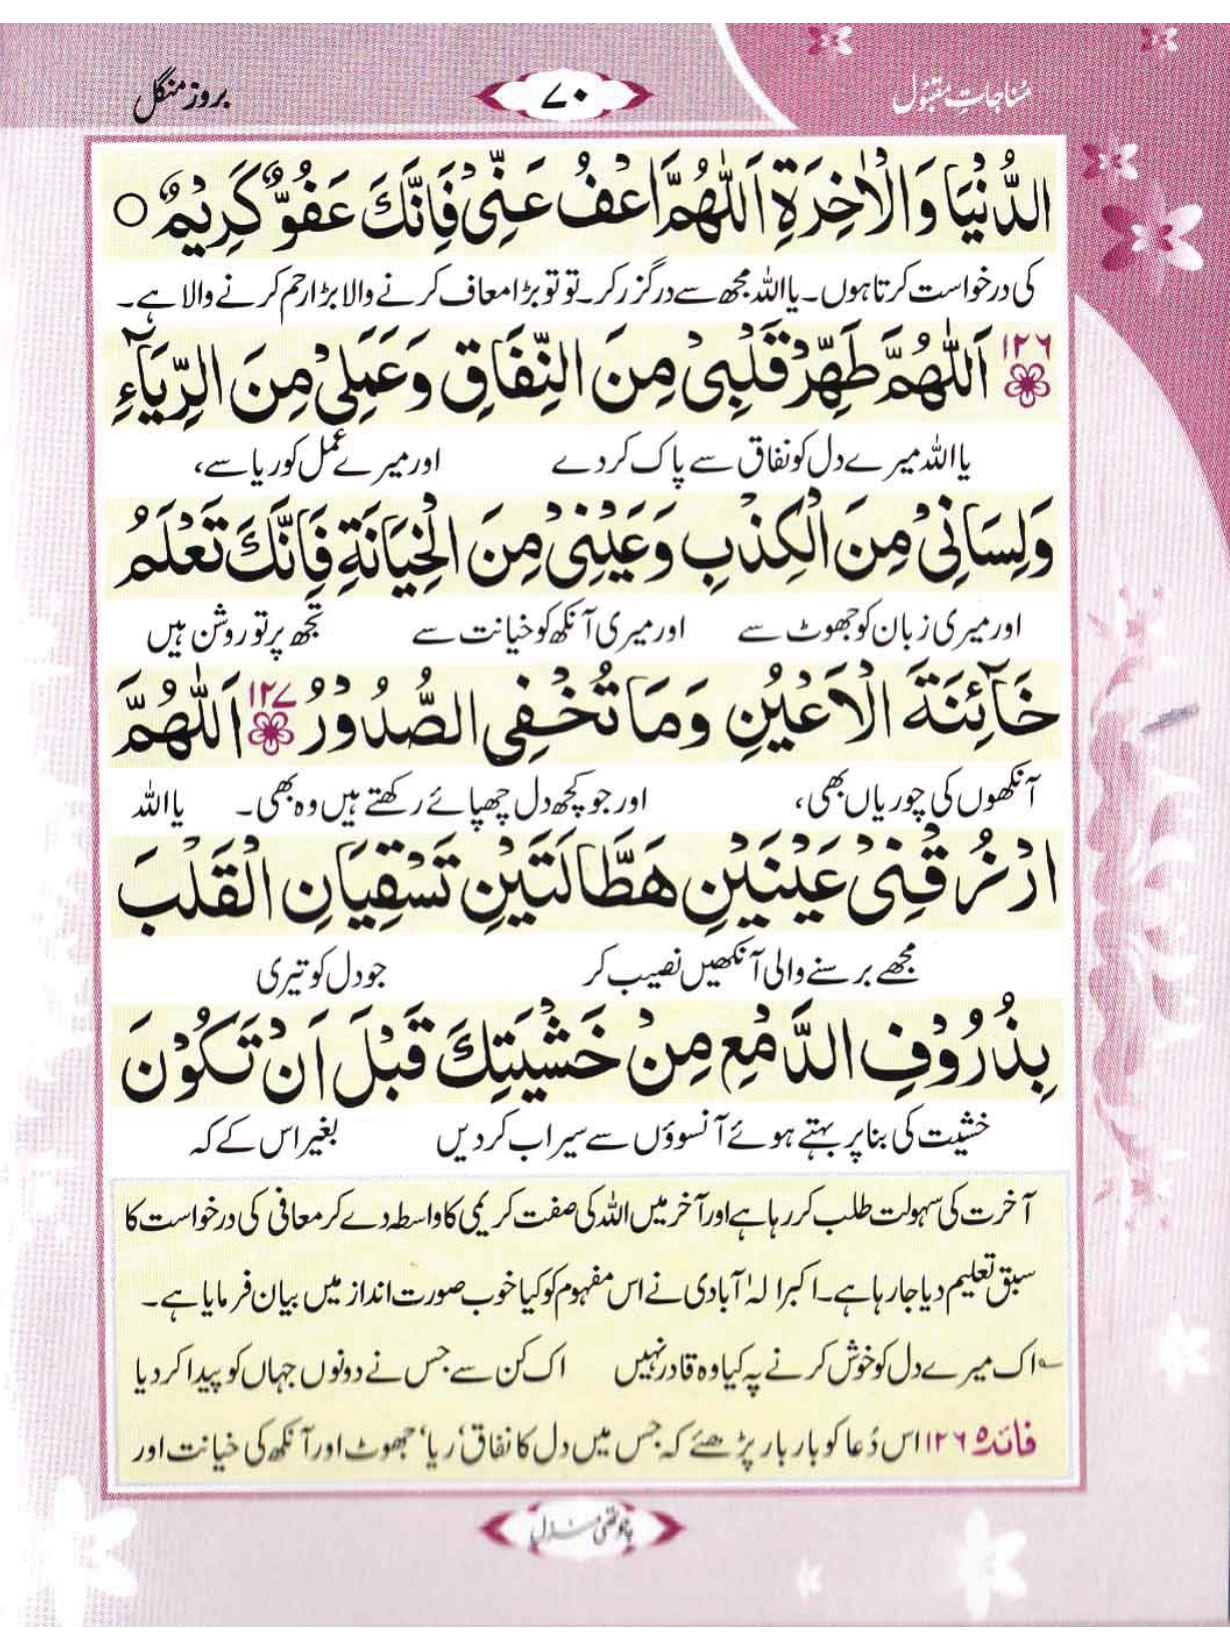 مُناجاتِ مقبُول
۷۰
بروز منگل
الدُّنْيَا وَالْاٰخِرَةِ اَللّٰهُمَّ اعْفُ عَنِّيْ فَاِنَّكَ عَفُوٌّ كَرِيْمٌ ○
کی درخواست کرتا ہوں۔ یا اللہ مجھ سے درگزر کر۔ تو تو بڑا معاف کرنے والا بڑا رحم کرنے والا ہے۔
۱۲۶ اَللّٰهُمَّ طَهِّرْ قَلْبِيْ مِنَ النِّفَاقِ وَعَمَلِيْ مِنَ الرِّيَآءِ
یا اللہ میرے دل کو نفاق سے پاک کر دے اور میرے عمل کو ریا سے،
وَلِسَانِيْ مِنَ الْكِذْبِ وَعَيْنِيْ مِنَ الْخِيَانَةِ فَاِنَّكَ تَعْلَمُ
اور میری زبان کو جھوٹ سے اور میری آنکھ کو خیانت سے تجھ پر تو روشن ہیں
خَآئِنَةَ الْاَعْيُنِ وَمَا تُخْفِي الصُّدُوْرُ ۱۲۷ اَللّٰهُمَّ
آنکھوں کی چوریاں بھی، اور جو کچھ دل چھپائے رکھتے ہیں وہ بھی۔ یا اللہ
ارْزُقْنِيْ عَيْنَيْنِ هَطَّالَتَيْنِ تَسْقِيَانِ الْقَلْبَ
مجھے برسنے والی آنکھیں نصیب کر جو دل کو تیری
بِذُرُوْفِ الدَّمْعِ مِنْ خَشْيَتِكَ قَبْلَ اَنْ تَكُوْنَ
خشیت کی بنا پر بہتے ہوئے آنسوؤں سے سیراب کر دیں بغیر اس کے کہ
آخرت کی سہولت طلب کر رہا ہے اور آخر میں اللہ کی صفت کریمی کا واسطہ دے کر معافی کی درخواست کا
سبق تعلیم دیا جا رہا ہے۔ اکبر الٰہ آبادی نے اس مفہوم کو کیا خوب صورت انداز میں بیان فرمایا ہے۔
؎ اک میرے دل کو خوش کرنے پہ کیا وہ قادر نہیں اک کن سے جس نے دونوں جہاں کو پیدا کر دیا
فائدہ ۱۲۶ اس دُعا کو بار بار پڑھئے کہ جس میں دل کا نفاق‘ ریا‘ جھوٹ اور آنکھ کی خیانت اور
چوتھی منزل